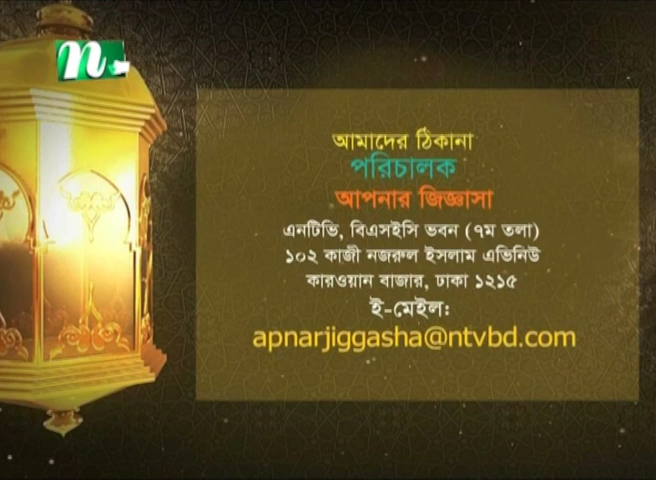 n
আমাদের ঠিকানা
পরিচালক
আপনার জিজ্ঞাসা
এনটিভি, বিএসইসি ভবন (৭ম তলা)
১০২ কাজী নজরুল ইসলাম এভিনিউ
কারওয়ান বাজার, ঢাকা ১২১৫
ই-মেইল:
apnarjiggasha@ntvbd.com